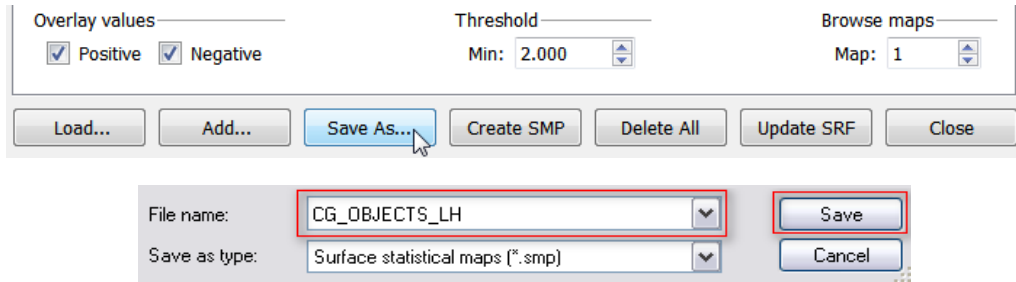 Overlay values Threshold Browse maps
Positive Negative Min: 2.000 Map: 1
Load... Add... Save As... Create SMP Delete All Update SRF Close
File name: CG_OBJECTS_LH Save
Save as type: Surface statistical maps (*.smp) Cancel